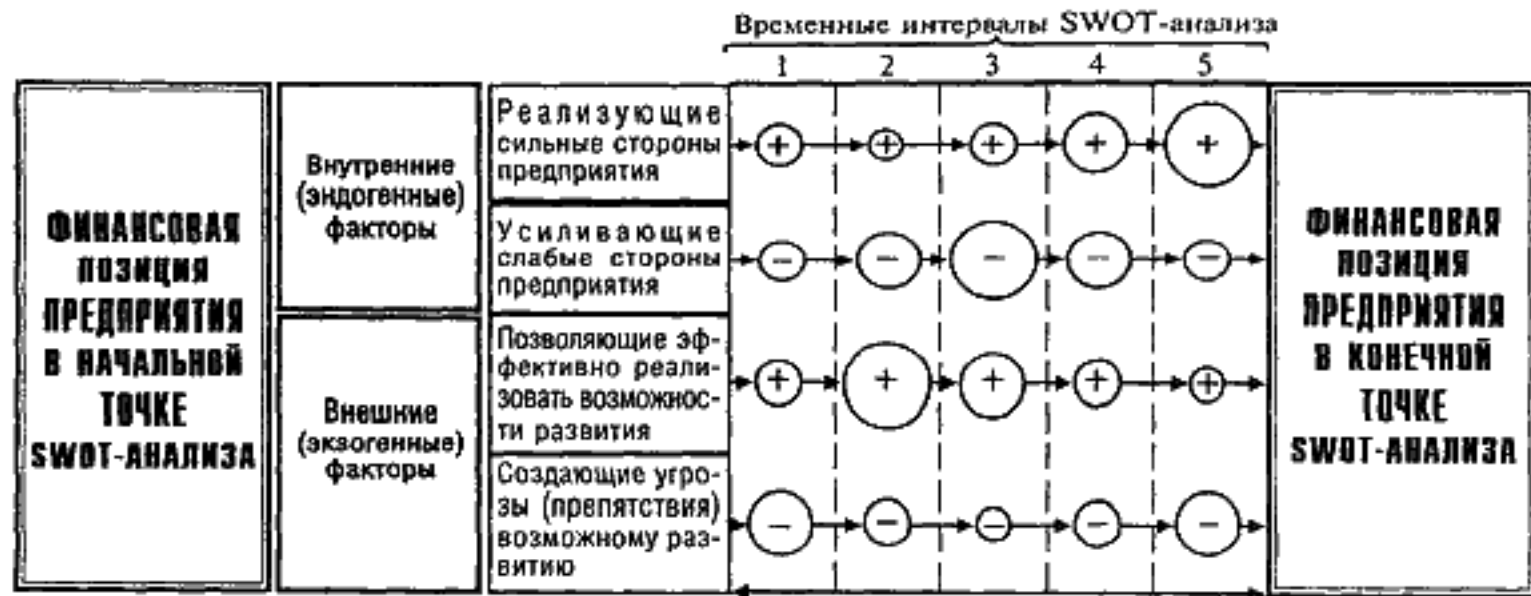 Временные интервалы SWOT-анализа
1 2 3 4 5
ФИНАНСОВАЯ
ПОЗИЦИЯ
ПРЕДПРИЯТИЯ
В НАЧАЛЬНОЙ
ТОЧКЕ
SWOT-АНАЛИЗА
Внутренние
(эндогенные)
факторы
Реализующие
сильные стороны
предприятия
+ + + + +
Усиливающие
слабые стороны
предприятия
− − − − −
Внешние
(экзогенные)
факторы
Позволяющие эф-
фективно реали-
зовать возможнос-
ти развития
+ + + + +
Создающие угро-
зы (препятствия)
возможному раз-
витию
− − − − −
ФИНАНСОВАЯ
ПОЗИЦИЯ
ПРЕДПРИЯТИЯ
В КОНЕЧНОЙ
ТОЧКЕ
SWOT-АНАЛИЗА